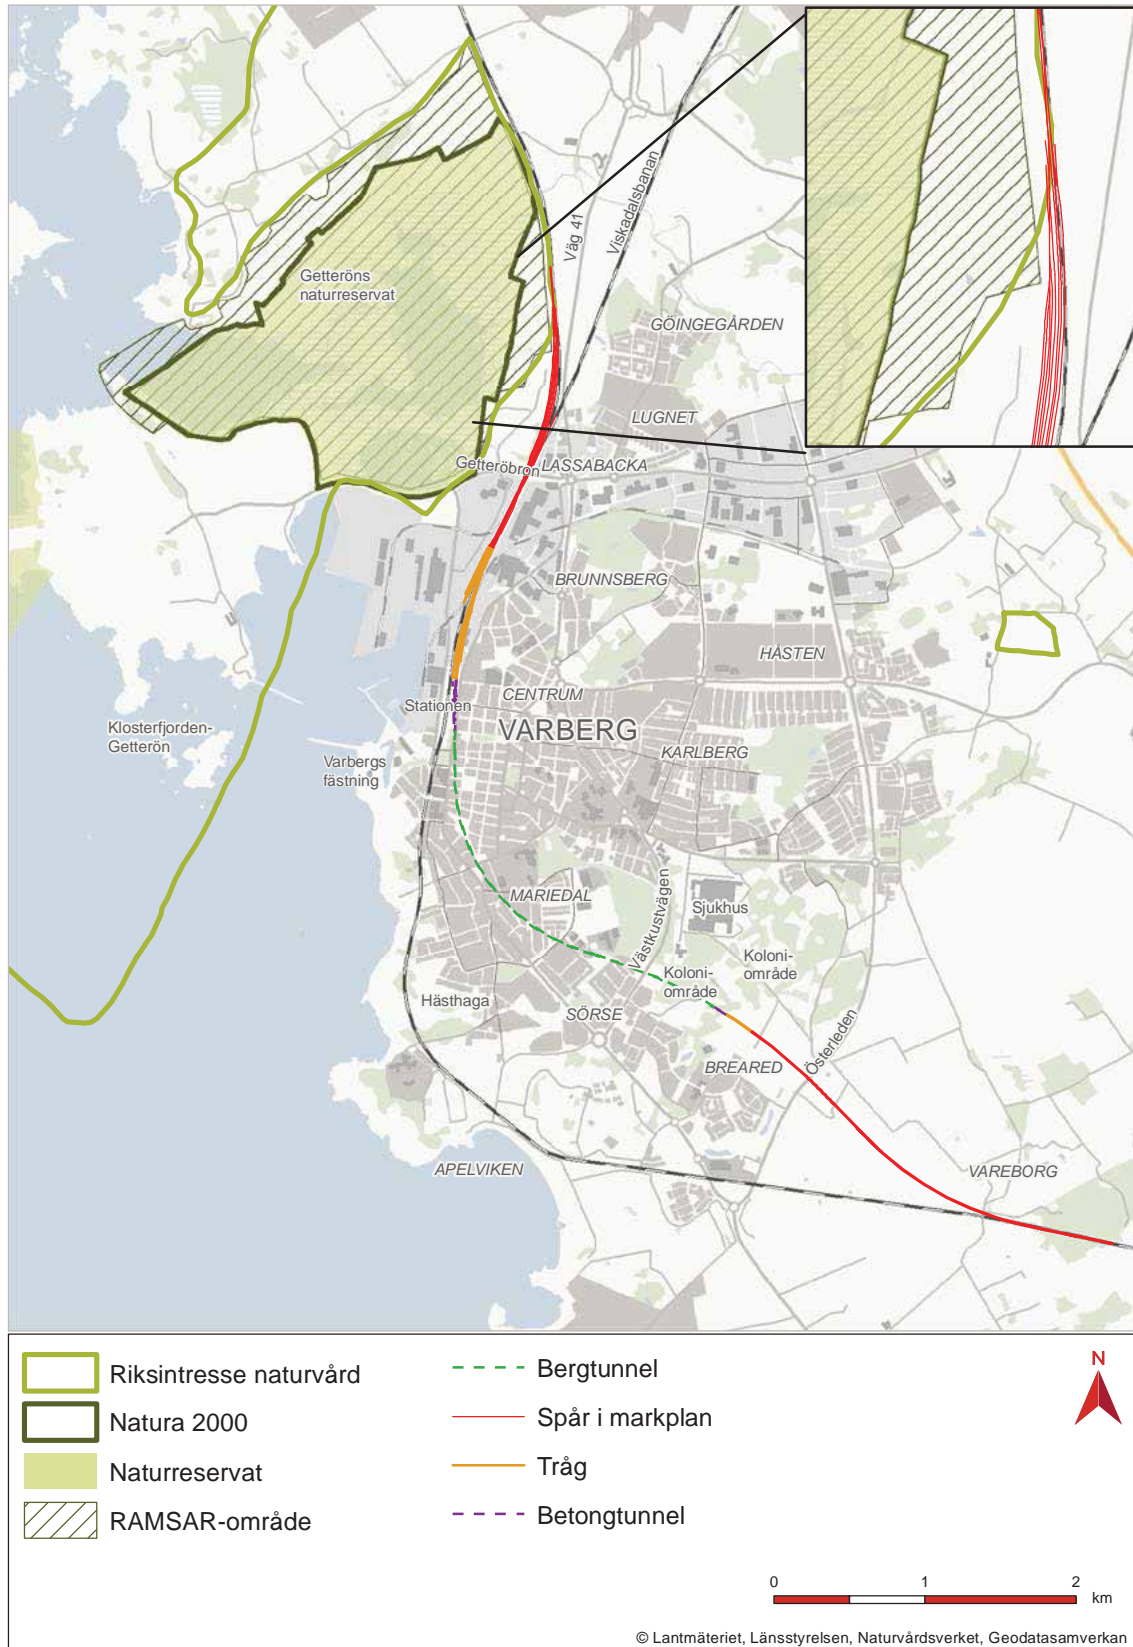 Väg 41
Viskadalsbanan
Getteröns
naturreservat
GÖINGEGÅRDEN
LUGNET
Getteröbron
LASSABACKA
BRUNNSBERG
HÅSTEN
CENTRUM
Stationen
VARBERG
Klosterfjorden-
Getterön
KARLBERG
Varbergs
fästning
MARIEDAL
Västkustvägen
Sjukhus
Koloni-
område
Koloni-
område
Hästhaga
SÖRSE
Österleden
BREARED
APELVIKEN
VAREBORG
Riksintresse naturvård
Natura 2000
Naturreservat
RAMSAR-område
Bergtunnel
Spår i markplan
Tråg
Betongtunnel
N
0 1 2
km
© Lantmäteriet, Länsstyrelsen, Naturvårdsverket, Geodatasamverkan